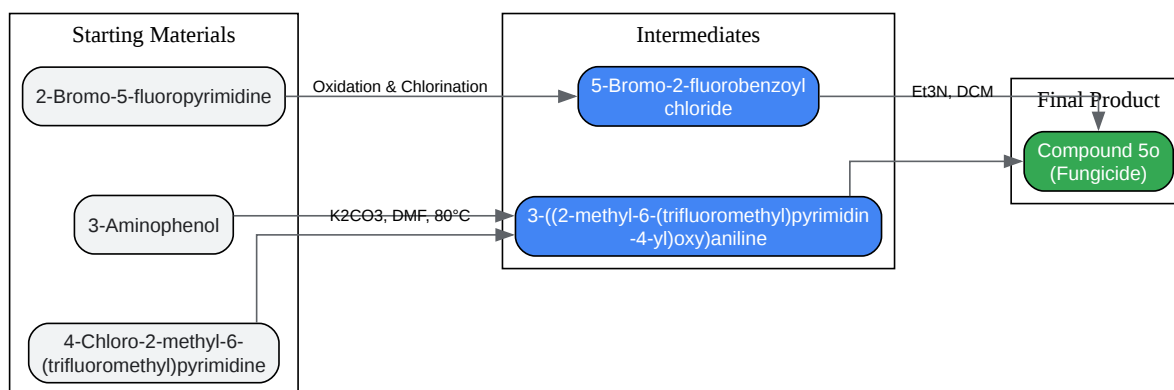 Starting Materials
2-Bromo-5-fluoropyrimidine
3-Aminophenol
4-Chloro-2-methyl-6-
(trifluoromethyl)pyrimidine
Oxidation & Chlorination
K2CO3, DMF, 80°C
Intermediates
5-Bromo-2-fluorobenzoyl
chloride
3-((2-methyl-6-(trifluoromethyl)pyrimidin
-4-yl)oxy)aniline
Et3N, DCM
Final Product
Compound 5o
(Fungicide)